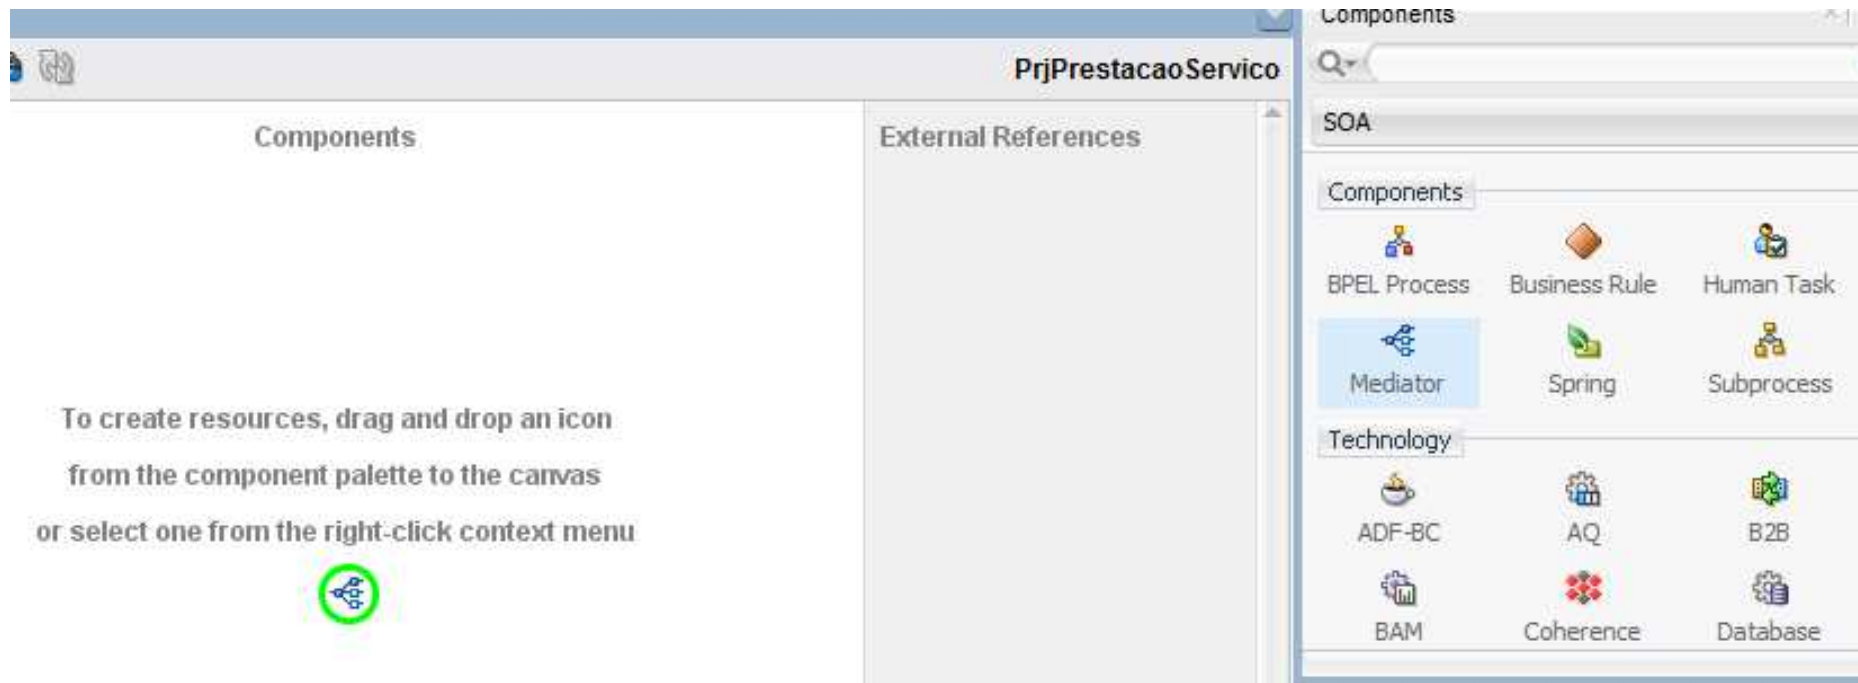 PrjPrestacaoServico
Components
External References
To create resources, drag and drop an icon
from the component palette to the canvas
or select one from the right-click context menu
Components
SOA
Components
BPEL Process
Business Rule
Human Task
Mediator
Spring
Subprocess
Technology
ADF-BC
AQ
B2B
BAM
Coherence
Database